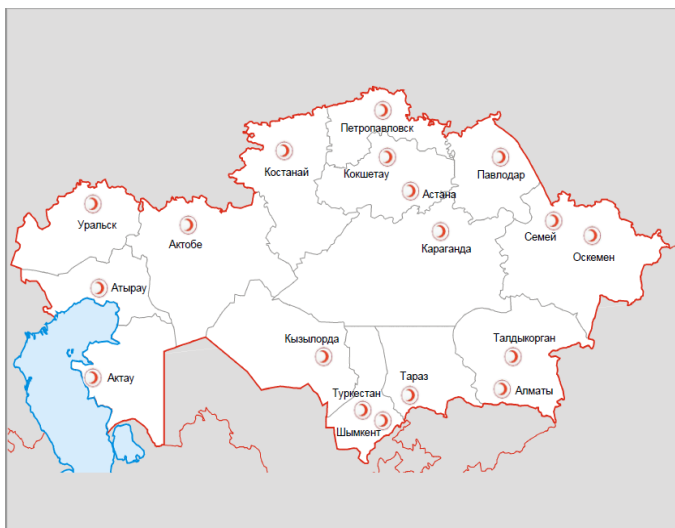 Петропавловск
Костанай
Кокшетау
Павлодар
Астана
Уральск
Актобе
Караганда
Семей
Оскемен
Атырау
Кызылорда
Талдыкорган
Актау
Тараз
Туркестан
Алматы
Шымкент